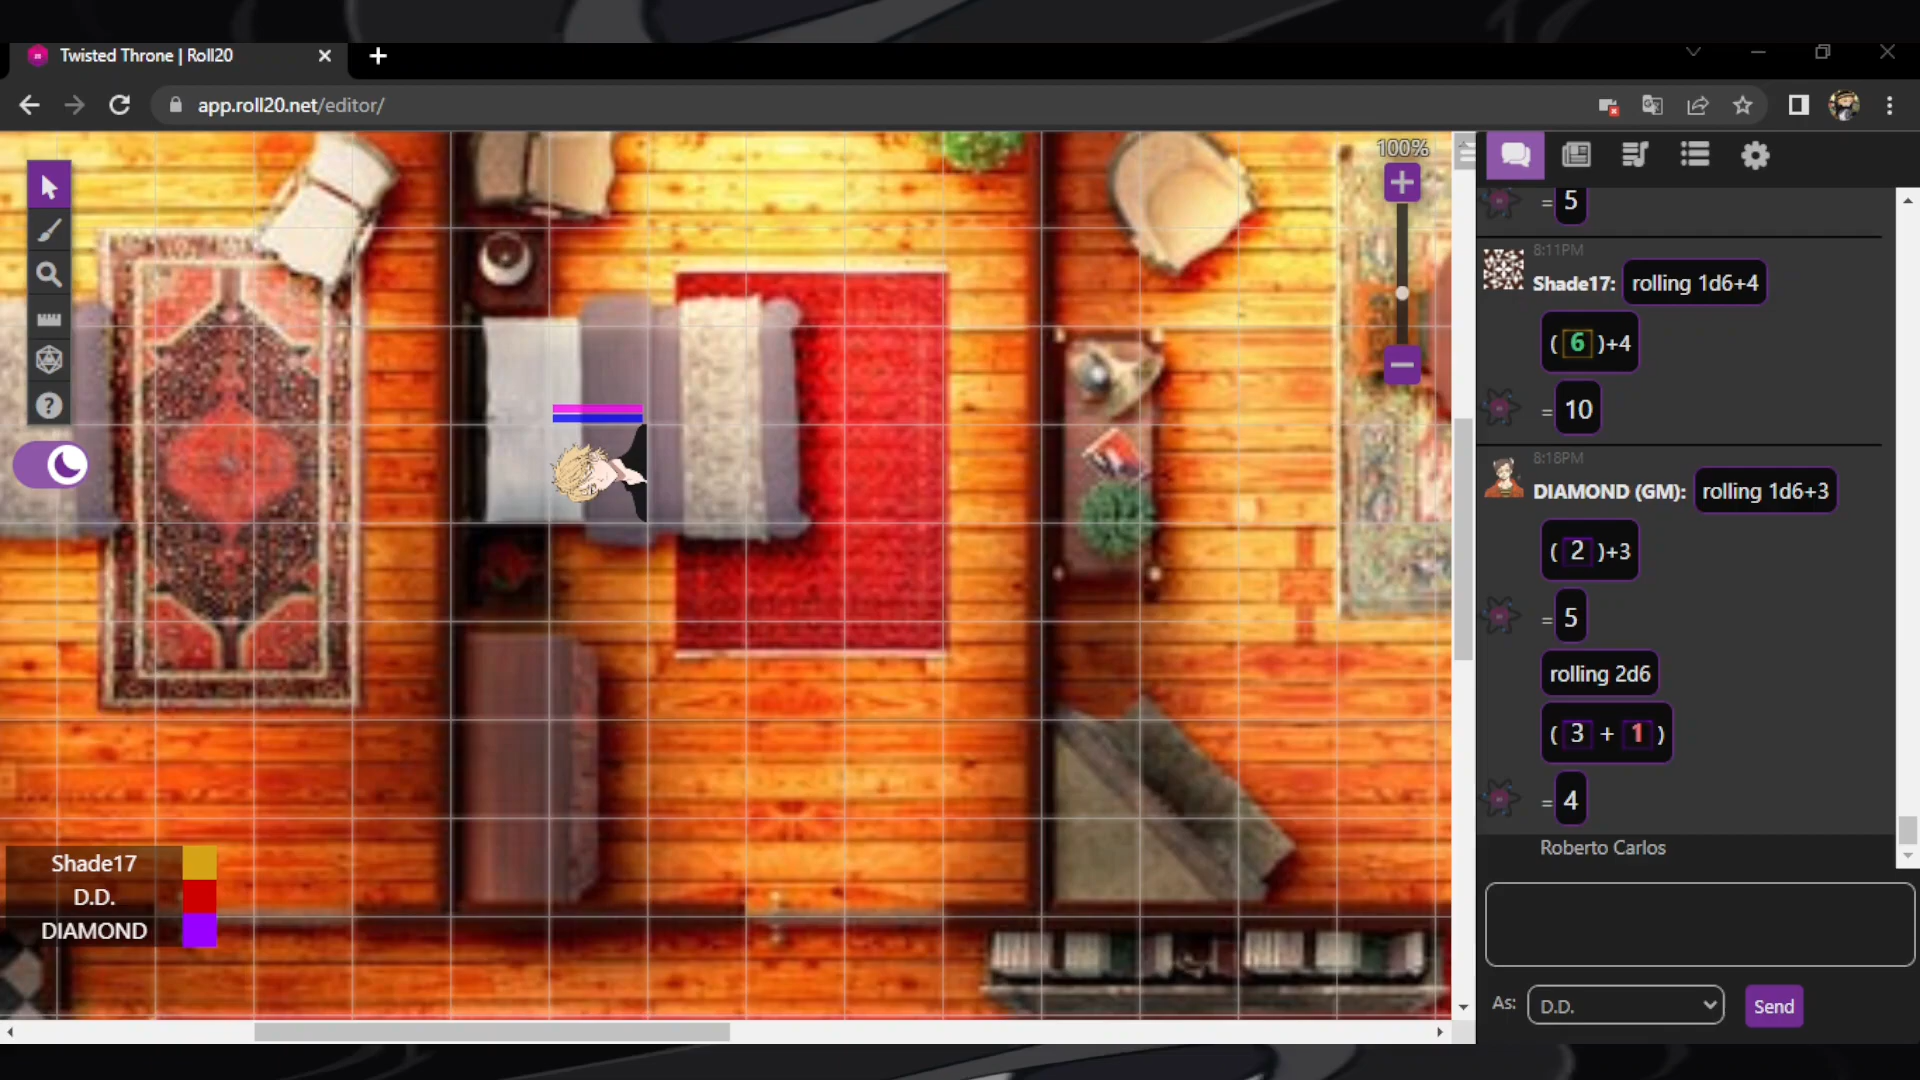 Twisted Throne | Roll20
app.roll20.net/editor/
100%
= 5
8:11PM
Shade17: rolling 1d6+4
( 6 )+4
= 10
8:18PM
DIAMOND (GM): rolling 1d6+3
( 2 )+3
= 5
rolling 2d6
( 3 + 1 )
= 4
Roberto Carlos
Shade17
D.D.
DIAMOND
As: D.D. Send